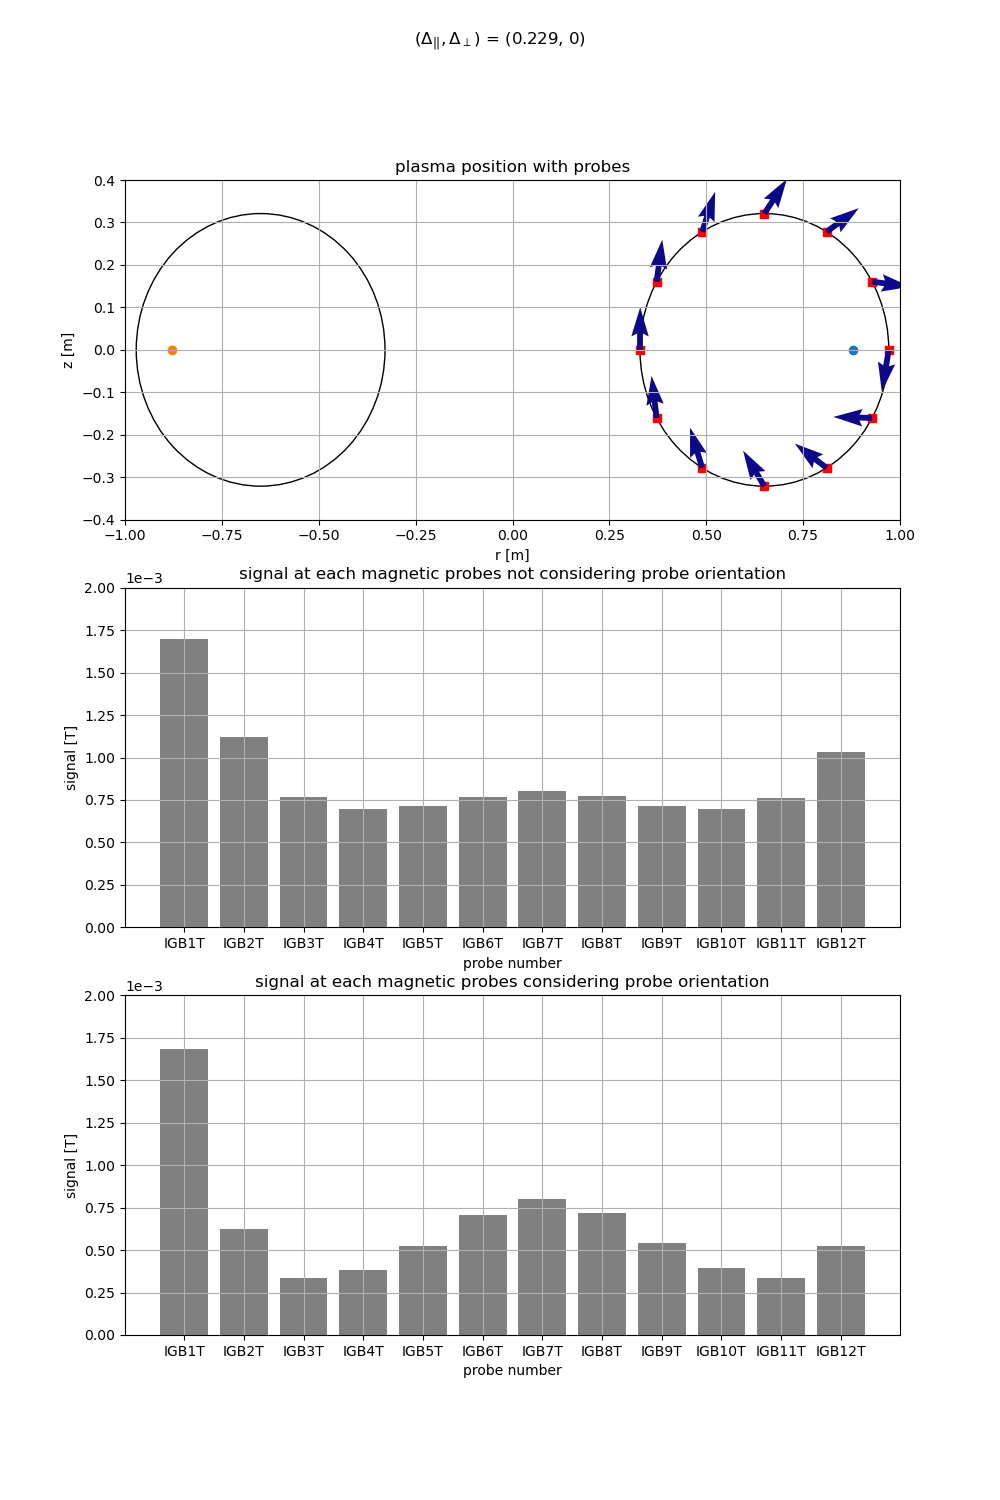 (Δ∥, Δ⊥) = (0.229, 0)
plasma position with probes
0.4
0.3
0.2
0.1
0.0
−0.1
−0.2
−0.3
−0.4
z [m]
−1.00 −0.75 −0.50 −0.25 0.00 0.25 0.50 0.75 1.00
r [m]
signal at each magnetic probes not considering probe orientation
1e−3
2.00
1.75
1.50
1.25
1.00
0.75
0.50
0.25
0.00
signal [T]
IGB1T IGB2T IGB3T IGB4T IGB5T IGB6T IGB7T IGB8T IGB9T IGB10T IGB11T IGB12T
probe number
signal at each magnetic probes considering probe orientation
1e−3
2.00
1.75
1.50
1.25
1.00
0.75
0.50
0.25
0.00
signal [T]
IGB1T IGB2T IGB3T IGB4T IGB5T IGB6T IGB7T IGB8T IGB9T IGB10T IGB11T IGB12T
probe number